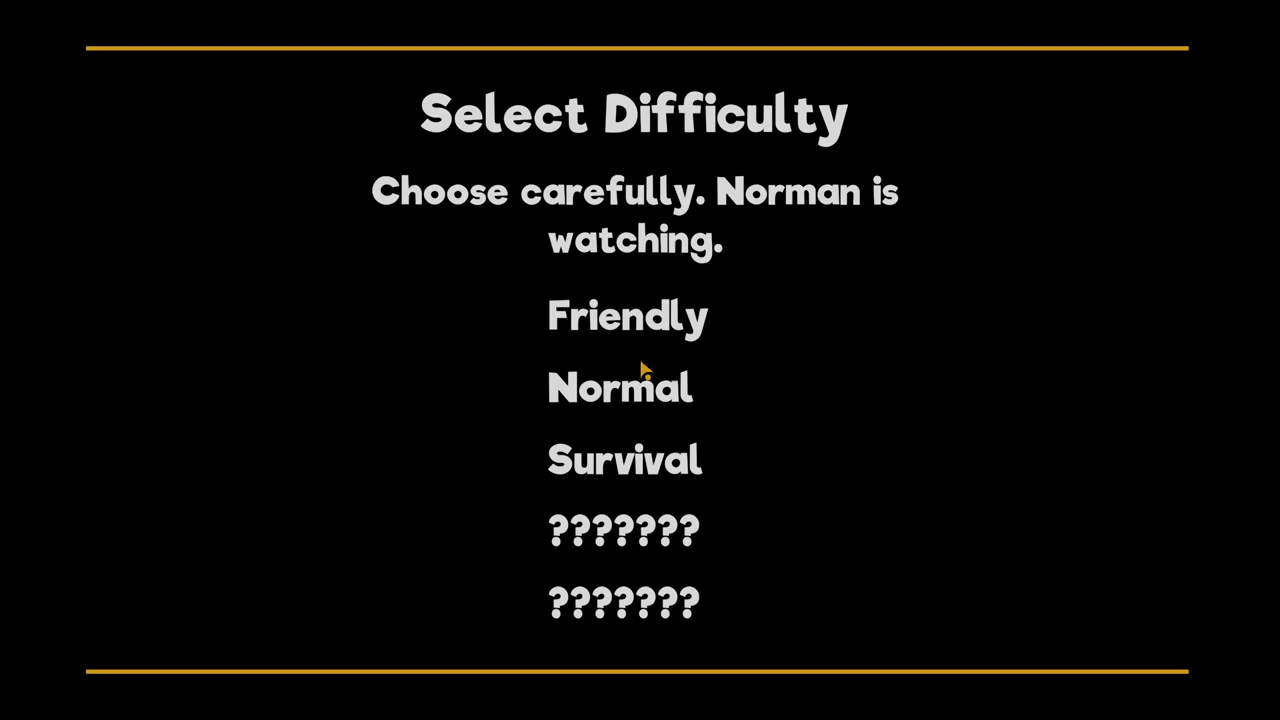 Select Difficulty
Choose carefully. Norman is
watching.
Friendly
Normal
Survival
???????
???????